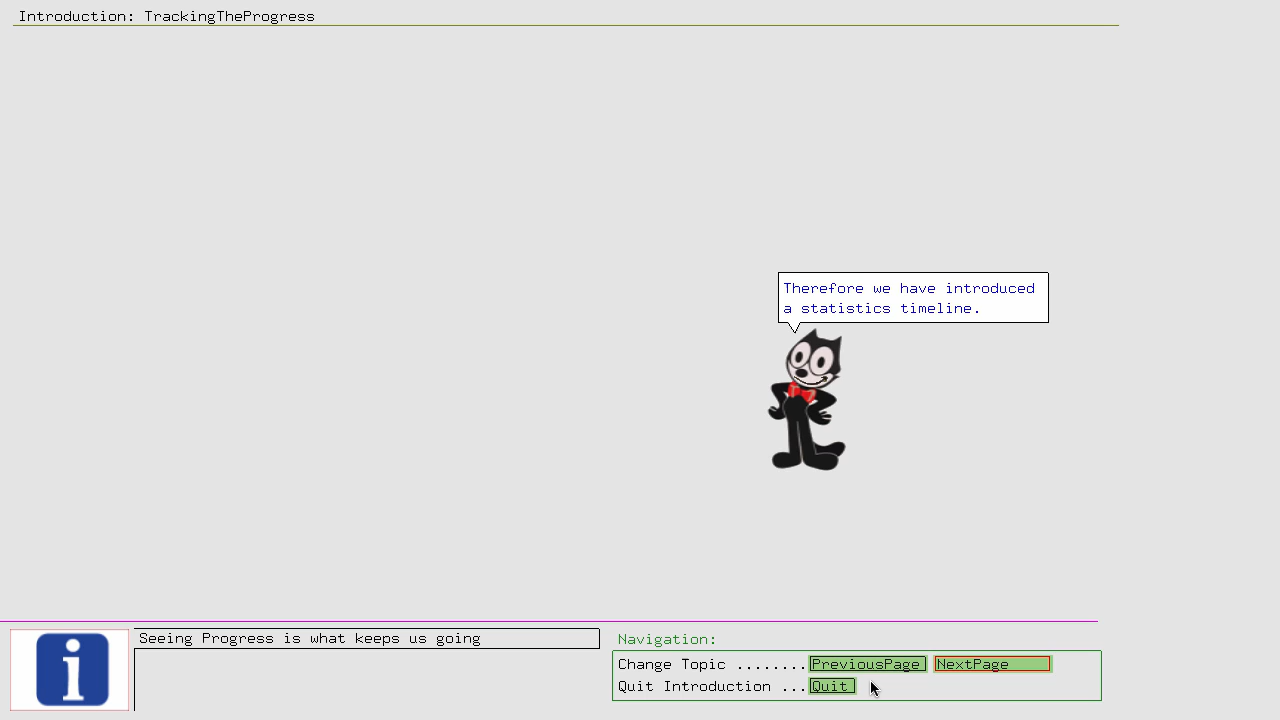 Introduction: TrackingTheProgress
Therefore we have introduced
a statistics timeline.
Seeing Progress is what keeps us going
Navigation:
Change Topic ........PreviousPage NextPage
Quit Introduction ...Quit